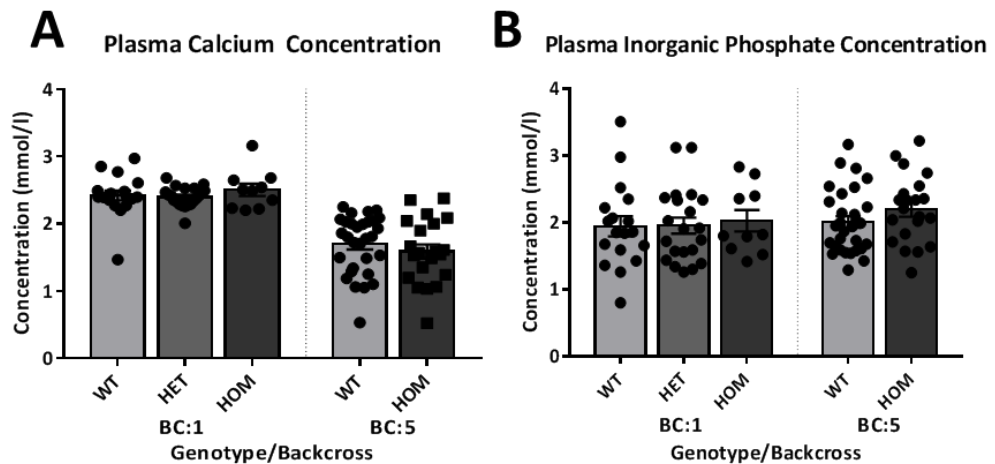 A
Plasma Calcium Concentration
Concentration (mmol/l)
4
3
2
1
0
WT
HET
HOM
WT
HOM
BC:1
BC:5
Genotype/Backcross
B
Plasma Inorganic Phosphate Concentration
Concentration (mmol/l)
4
3
2
1
0
WT
HET
HOM
WT
HOM
BC:1
BC:5
Genotype/Backcross